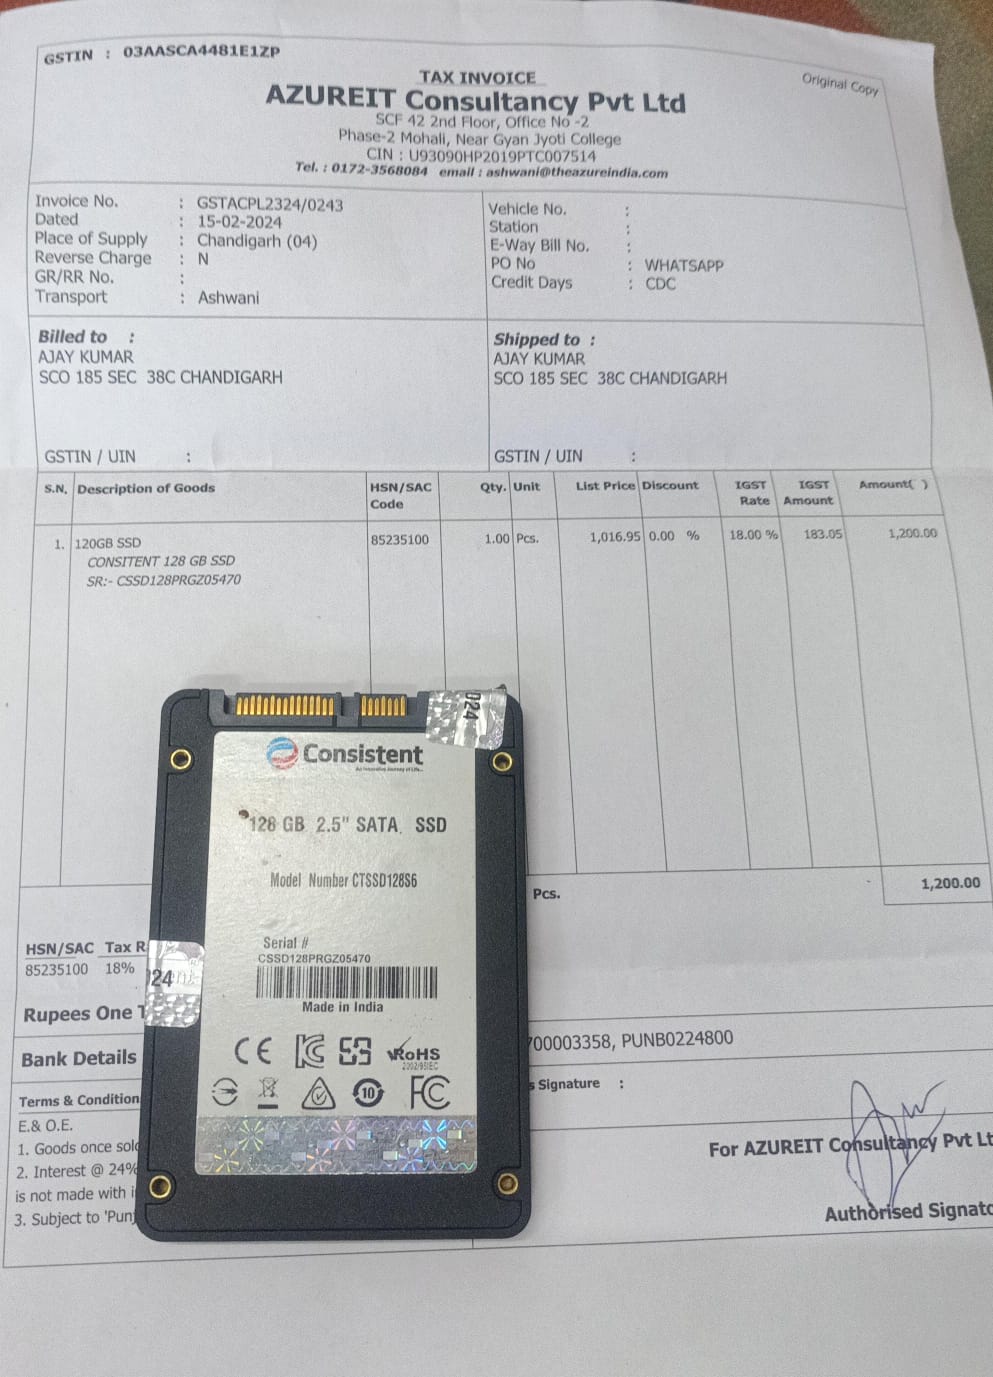 GSTIN : 03AASCA4481E1ZP
TAX INVOICE
Original Copy
AZUREIT Consultancy Pvt Ltd
SCF 42 2nd Floor, Office No -2
Phase-2 Mohali, Near Gyan Jyoti College
CIN : U93090HP2019PTC007514
Tel. : 0172-3568084 email : ashwani@theazureindia.com
Invoice No. : GSTACPL2324/0243
Dated : 15-02-2024
Place of Supply : Chandigarh (04)
Reverse Charge : N
GR/RR No. :
Transport : Ashwani
Vehicle No. :
Station :
E-Way Bill No. :
PO No : WHATSAPP
Credit Days : CDC
Billed to :
AJAY KUMAR
SCO 185 SEC 38C CHANDIGARH
GSTIN / UIN :
Shipped to :
AJAY KUMAR
SCO 185 SEC 38C CHANDIGARH
GSTIN / UIN :
S.N. Description of Goods HSN/SAC Code Qty. Unit List Price Discount IGST Rate IGST Amount Amount( )
1. 120GB SSD 85235100 1.00 Pcs. 1,016.95 0.00 % 18.00 % 183.05 1,200.00
CONSITENT 128 GB SSD
SR:- CSSD128PRGZ05470
Pcs. 1,200.00
HSN/SAC Tax R
85235100 18%
Rupees One
Bank Details
00003358, PUNB0224800
Terms & Condition
E.& O.E.
1. Goods once sol
2. Interest @ 24%
is not made with
3. Subject to 'Pun
s Signature :
For AZUREIT Consultancy Pvt Lt
Authorised Signato
024
Consistent
128 GB 2.5" SATA SSD
Model Number CTSSD128S6
Serial #
CSSD128PRGZ05470
Made in India
24
CE
RoHS
2002/95/EC
10
FC